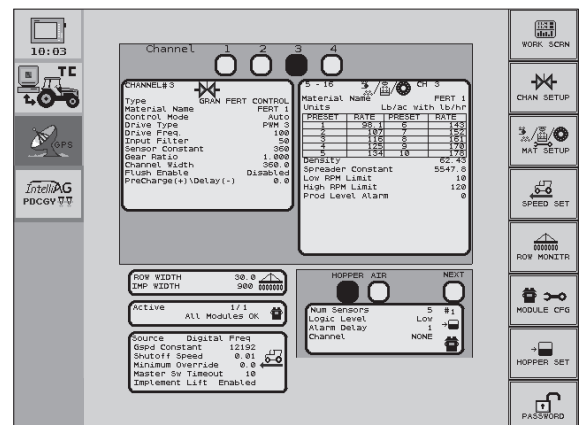 10:03
TE
GPS
IntelliAG
PDCGY
Channel 1 2 3 4
CHANNEL# 3
Type GRAN FERT CONTROL
Material Name FERT 1
Control Mode Auto
Drive Type PWM 3
Drive Freq. 100
Input Filter 50
Sensor Constant 360
Gear Ratio 1.000
Channel Width 360.0
Flush Enable Disabled
PreCharge(+)\Delay(-) 0.0
5 - 16 CH 3
Material Name FERT 1
Units Lb/ac with lb/hr
PRESET RATE PRESET RATE
1 98.1 6 143
2 107 7 152
3 116 8 161
4 125 9 170
5 134 10 178
Density 62.43
Spreader Constant 5547.8
Low RPM Limit 10
High RPM Limit 120
Prod Level Alarm 0
ROW WIDTH 30.0
IMP WIDTH 900
Active 1/1
All Modules OK
Source Digital Freq
Gspd Constant 12192
Shutoff Speed 0.01
Minimum Override 0.0
Master Sw Timeout 10
Implement Lift Enabled
HOPPER AIR NEXT
Num Sensors 5 #1
Logic Level Low
Alarm Delay 1
Channel NONE
WORK SCRN
CHAN SETUP
MAT SETUP
SPEED SET
ROW MONITR
MODULE CFG
HOPPER SET
PASSWORD